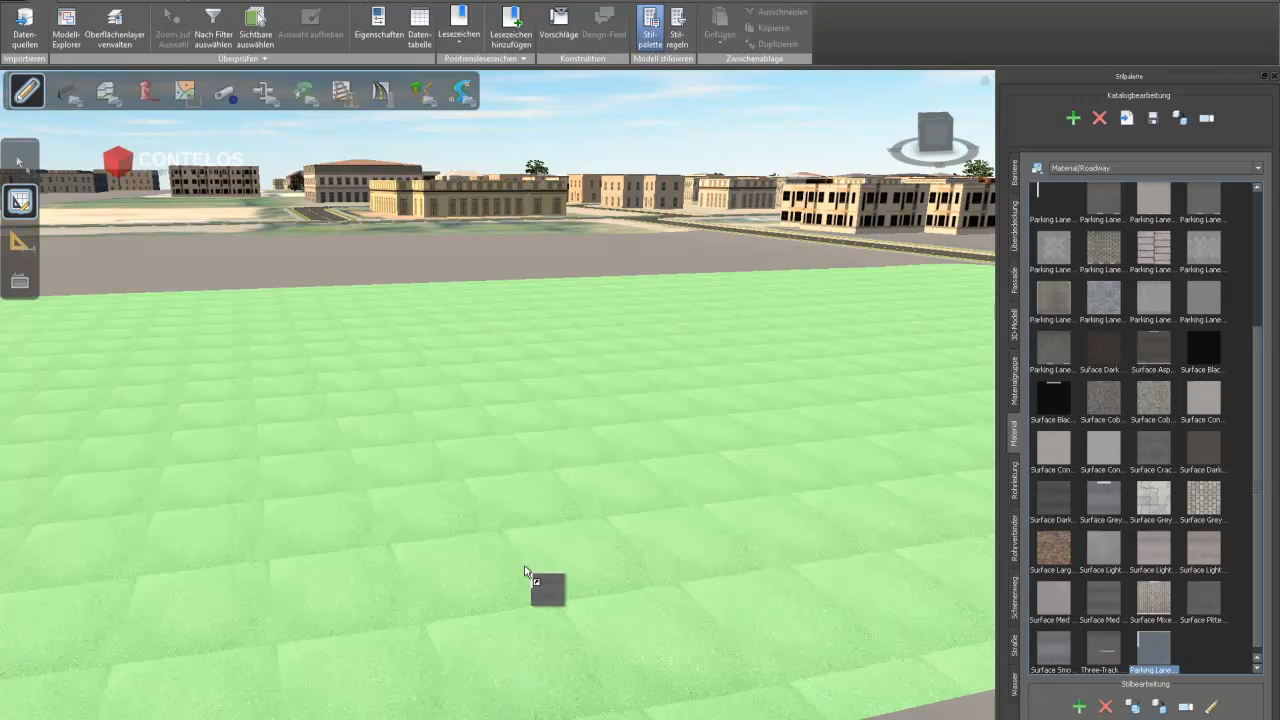 Daten-
quellen
Modell-
Explorer
Oberflächenlayer
verwalten
Zoom auf
Auswahl
Nach Filter
auswählen
Sichtbare
auswählen
Auswahl aufheben
Eigenschaften
Daten-
tabelle
Lesezeichen
Lesezeichen
hinzufügen
Vorschläge
Design-Feed
Stil-
palette
Stil-
regeln
Einfügen
Ausschneiden
Kopieren
Duplizieren
Importieren
Überprüfen
Positionslesezeichen
Konstruktion
Modell stilisieren
Zwischenablage
CONTELOS
Stilpalette
Katalogbearbeitung
Material/Roadway
Barriere
Überdedeckung
Fassade
3D-Modell
Materialgruppe
Material
Rohrleitung
Rohrverbinder
Schienenweg
Straße
Wasser
Parking Lane... Parking Lane... Parking Lane... Parking Lane...
Parking Lane... Parking Lane... Parking Lane... Parking Lane...
Parking Lane... Parking Lane... Parking Lane... Parking Lane...
Parking Lane... Suface Dark ... Surface Asp... Surface Blac...
Surface Blac... Surface Cob... Surface Cob... Surface Con...
Surface Con... Surface Con... Surface Crac... Surface Dark...
Surface Dark... Surface Grey... Surface Grey... Surface Grey...
Surface Larg... Surface Light... Surface Light... Surface Light...
Surface Med ... Surface Med ... Surface Mixe... Surface Pitte...
Surface Smo... Three-Track... Parking Lane...
Stilbearbeitung